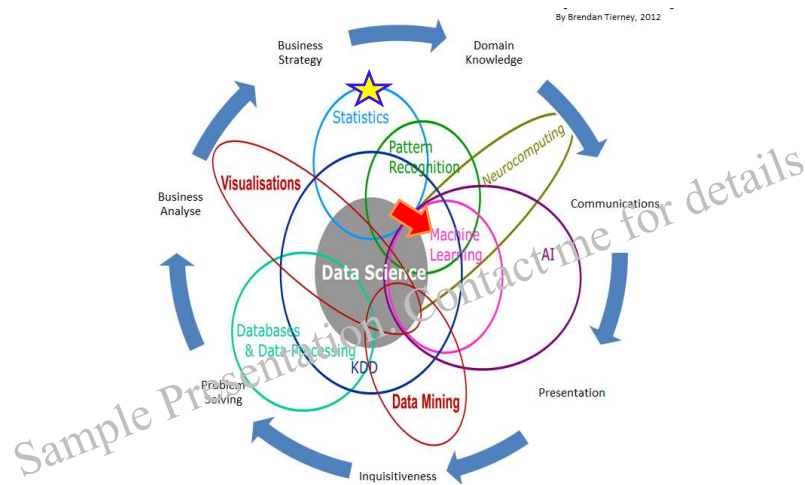 By Brendan Tierney, 2012
Business
Strategy
Domain
Knowledge
Statistics
Pattern
Recognition
Neurocomputing
Visualisations
Business
Analyse
Communications
Machine
Learning
AI
Data Science
Databases
& Data Processing
KDD
Problem
Solving
Data Mining
Presentation
Inquisitiveness
Sample Presentation. Contact me for details